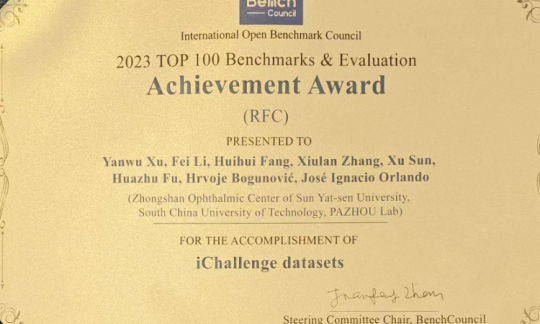 Bench
Council
International Open Benchmark Council
2023 TOP 100 Benchmarks & Evaluation
Achievement Award
(RFC)
PRESENTED TO
Yanwu Xu, Fei Li, Huihui Fang, Xiulan Zhang, Xu Sun,
Huazhu Fu, Hrvoje Bogunović, José Ignacio Orlando
(Zhongshan Ophthalmic Center of Sun Yat-sen University,
South China University of Technology, PAZHOU Lab)
FOR THE ACCOMPLISHMENT OF
iChallenge datasets
Steering Committee Chair, BenchCouncil